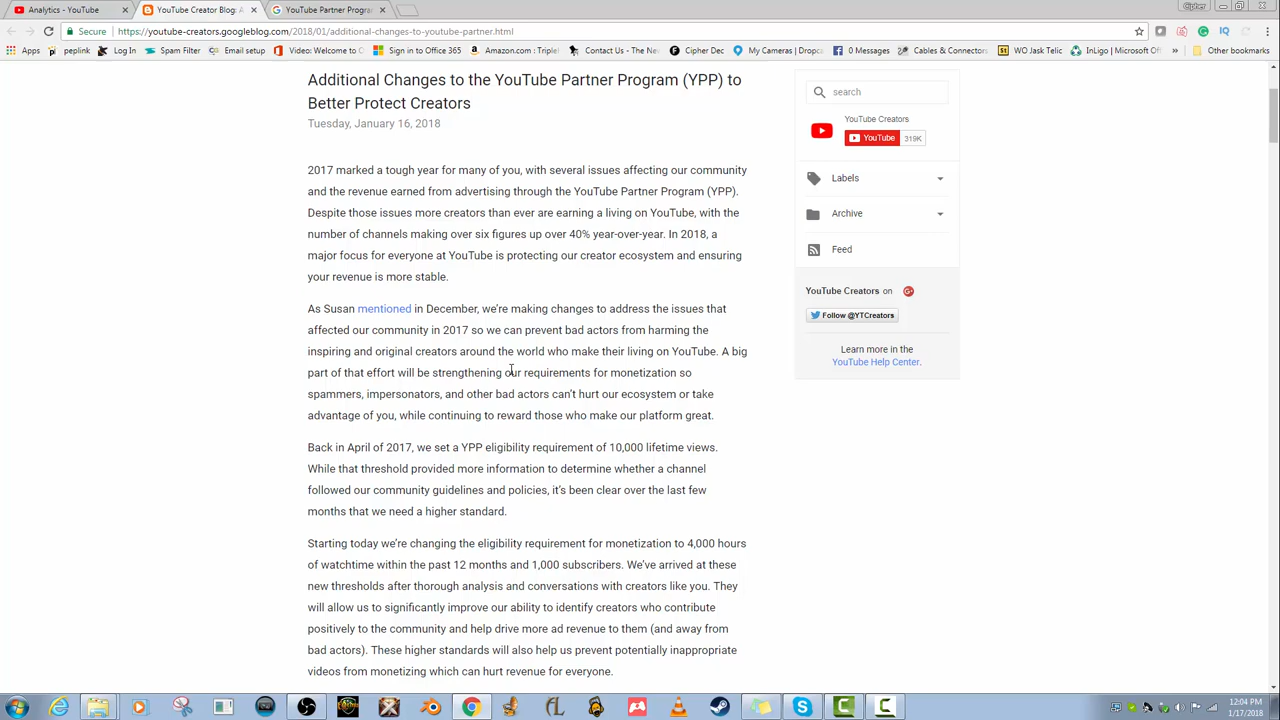 Analytics - YouTube
YouTube Creator Blog: A
YouTube Partner Program
Cipher
Secure
https://youtube-creators.googleblog.com/2018/01/additional-changes-to-youtube-partner.html
Apps
peplink
Log In
Spam Filter
Email setup
Video: Welcome to O
Sign in to Office 365
Amazon.com: Triplel
Contact Us - The Sq
Cipher Dec
My Cameras | Dropca
0 Messages
Cables & Connectors
WO Jask Telic
InLigo | Microsoft Of
Other bookmarks
Additional Changes to the YouTube Partner Program (YPP) to
Better Protect Creators
Tuesday, January 16, 2018
2017 marked a tough year for many of you, with several issues affecting our community
and the revenue earned from advertising through the YouTube Partner Program (YPP).
Despite those issues more creators than ever are earning a living on YouTube, with the
number of channels making over six figures up over 40% year-over-year. In 2018, a
major focus for everyone at YouTube is protecting our creator ecosystem and ensuring
your revenue is more stable.
As Susan mentioned in December, we're making changes to address the issues that
affected our community in 2017 so we can prevent bad actors from harming the
inspiring and original creators around the world who make their living on YouTube. A big
part of that effort will be strengthening our requirements for monetization so
spammers, impersonators, and other bad actors can't hurt our ecosystem or take
advantage of you, while continuing to reward those who make our platform great.
Back in April of 2017, we set a YPP eligibility requirement of 10,000 lifetime views.
While that threshold provided more information to determine whether a channel
followed our community guidelines and policies, it's been clear over the last few
months that we need a higher standard.
Starting today we're changing the eligibility requirement for monetization to 4,000 hours
of watchtime within the past 12 months and 1,000 subscribers. We've arrived at these
new thresholds after thorough analysis and conversations with creators like you. They
will allow us to significantly improve our ability to identify creators who contribute
positively to the community and help drive more ad revenue to them (and away from
bad actors). These higher standards will also help us prevent potentially inappropriate
videos from monetizing which can hurt revenue for everyone.
search
YouTube Creators
YouTube
319K
Labels
Archive
Feed
YouTube Creators on
Follow @YTCreators
Learn more in the
YouTube Help Center.
12:04 PM
1/17/2018